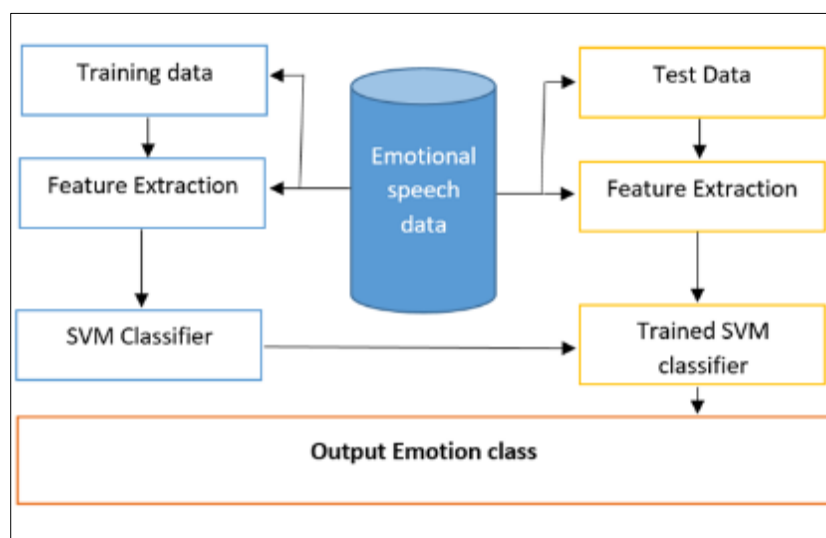 Training data
Feature Extraction
SVM Classifier
Emotional
speech
data
Test Data
Feature Extraction
Trained SVM
classifier
Output Emotion class